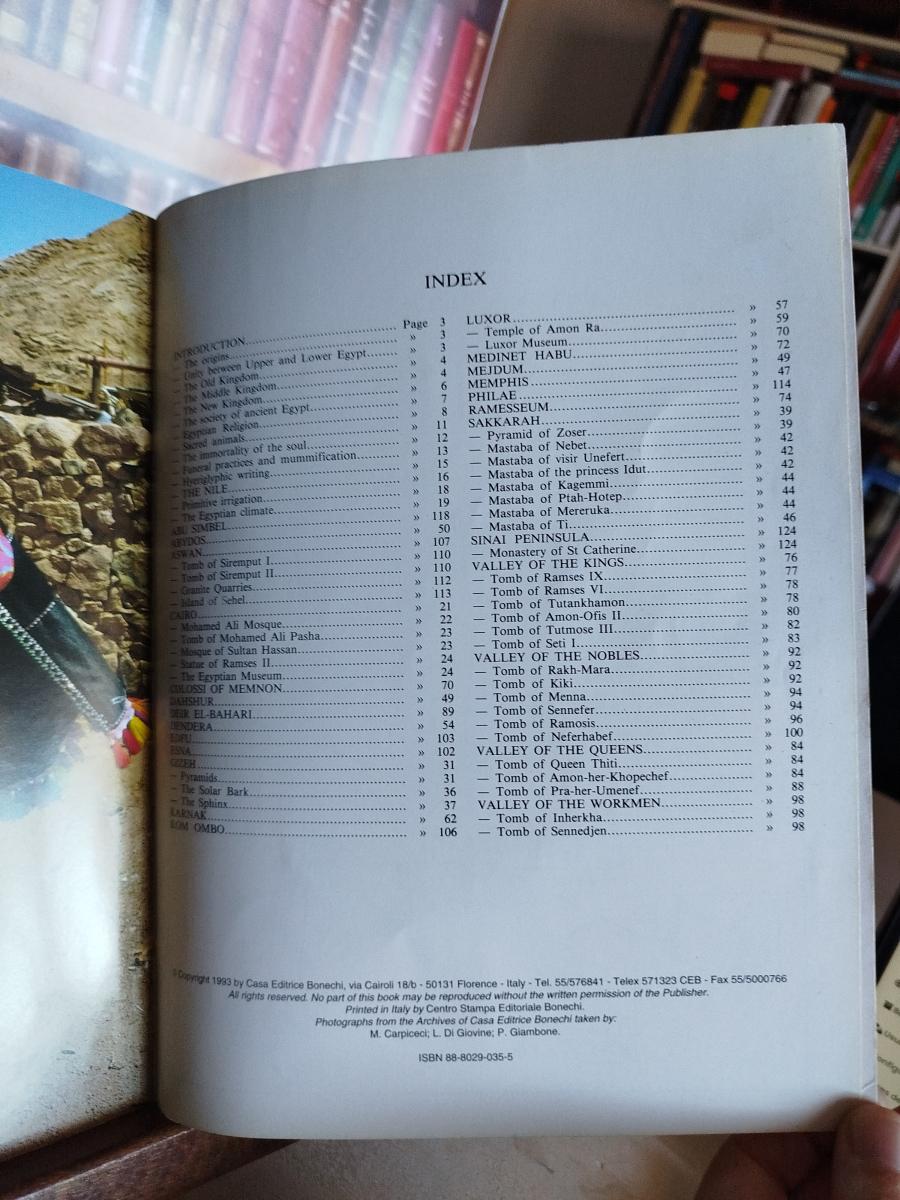 INDEX
INTRODUCTION Page 3
— The origins » 3
— Unity between Upper and Lower Egypt » 3
— The Old Kingdom » 4
— The Middle Kingdom » 4
— The New Kingdom » 6
— The society of ancient Egypt » 7
— Egyptian Religion » 8
— Sacred animals » 11
— The immortality of the soul » 12
— Funeral practices and mummification » 13
— Hyeroglyphic writing » 15
— THE NILE » 16
— Primitive irrigation » 18
— The Egyptian climate » 19
ABU SIMBEL » 118
ABYDOS » 50
ASWAN » 107
— Tomb of Siremput I » 110
— Tomb of Siremput II » 110
— Granite Quarries » 112
— Island of Sehel » 113
CAIRO » 21
— Mohamed Ali Mosque » 22
— Tomb of Mohamed Ali Pasha » 23
— Mosque of Sultan Hassan » 23
— Statue of Ramses II » 24
— The Egyptian Museum » 24
COLOSSI OF MEMNON » 70
DAHSHUR » 49
DEIR EL-BAHARI » 89
DENDERA » 54
EDFU » 103
ESNA » 102
GIZEH » 31
— Pyramids » 31
— The Solar Bark » 36
— The Sphinx » 37
KARNAK » 62
KOM OMBO » 106
LUXOR » 57
— Temple of Amon Ra » 59
— Luxor Museum » 70
MEDINET HABU » 72
MEJDUM » 49
MEMPHIS » 47
PHILAE » 114
RAMESSEUM » 74
SAKKARAH » 39
— Pyramid of Zoser » 39
— Mastaba of Nebet » 42
— Mastaba of visir Unefert » 42
— Mastaba of the princess Idut » 42
— Mastaba of Kagemmi » 44
— Mastaba of Ptah-Hotep » 44
— Mastaba of Mereruka » 44
— Mastaba of Ti » 46
SINAI PENINSULA » 124
— Monastery of St Catherine » 124
VALLEY OF THE KINGS » 76
— Tomb of Ramses IX » 77
— Tomb of Ramses VI » 78
— Tomb of Tutankhamon » 78
— Tomb of Amon-Ofis II » 80
— Tomb of Tutmose III » 82
— Tomb of Seti I » 83
VALLEY OF THE NOBLES » 92
— Tomb of Rakh-Mara » 92
— Tomb of Kiki » 92
— Tomb of Menna » 94
— Tomb of Sennefer » 94
— Tomb of Ramosis » 96
— Tomb of Neferhabef » 100
VALLEY OF THE QUEENS » 84
— Tomb of Queen Thiti » 84
— Tomb of Amon-her-Khopechef » 84
— Tomb of Pra-her-Umenef » 88
VALLEY OF THE WORKMEN » 98
— Tomb of Inherkha » 98
— Tomb of Sennedjen » 98
© Copyright 1993 by Casa Editrice Bonechi, via Cairoli 18/b - 50131 Florence - Italy - Tel. 55/576841 - Telex 571323 CEB - Fax 55/5000766
All rights reserved. No part of this book may be reproduced without the written permission of the Publisher.
Printed in Italy by Centro Stampa Editoriale Bonechi.
Photographs from the Archives of Casa Editrice Bonechi taken by:
M. Carpiceci; L. Di Giovine; P. Giambone.
ISBN 88-8029-035-5